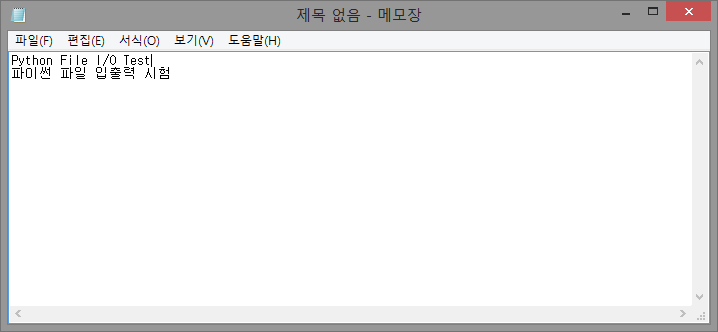 제목 없음 - 메모장
파일(F) 편집(E) 서식(O) 보기(V) 도움말(H)
Python File I/O Test
파이썬 파일 입출력 시험